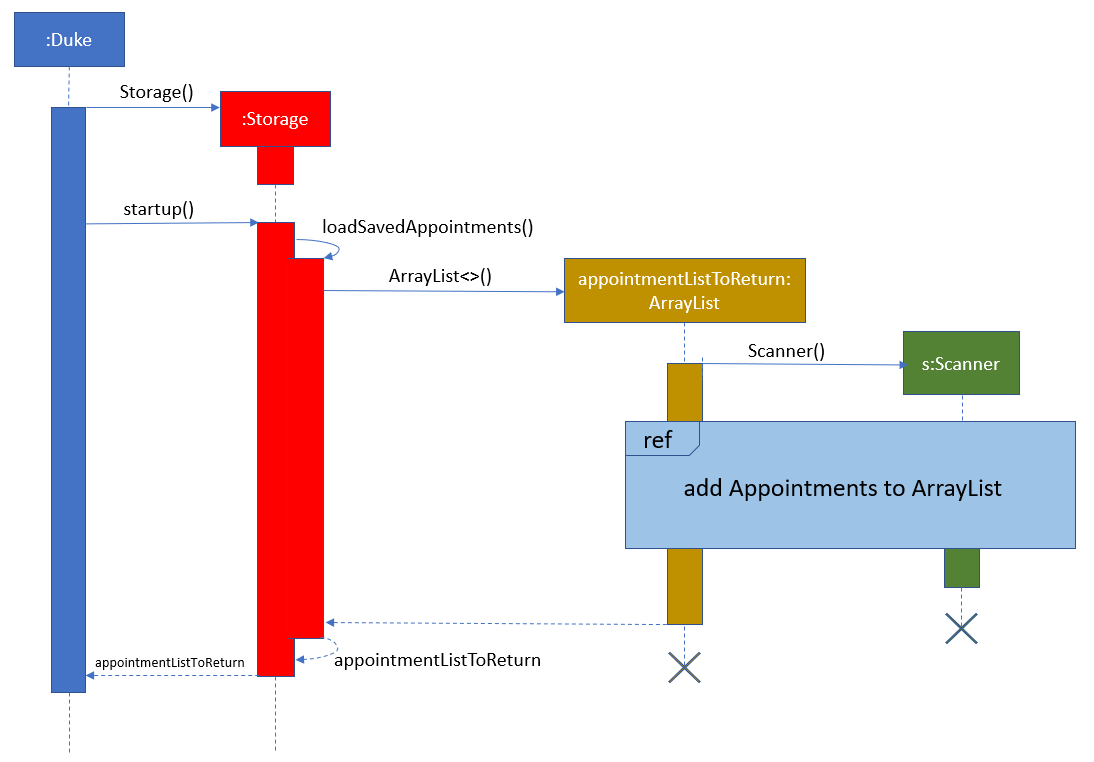 :Duke
Storage()
:Storage
startup()
loadSavedAppointments()
ArrayList<>()
appointmentListToReturn:
ArrayList
Scanner()
s:Scanner
ref
add Appointments to ArrayList
appointmentListToReturn
appointmentListToReturn